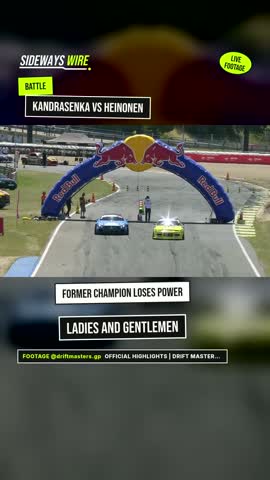 SIDEWAYS WIRE.
LIVE
FOOTAGE
BATTLE
KANDRASENKA VS HEINONEN
Red Bull
Red Bull
FORMER CHAMPION LOSES POWER
LADIES AND GENTLEMEN
FOOTAGE @driftmasters.gp OFFICIAL HIGHLIGHTS | DRIFT MASTER...